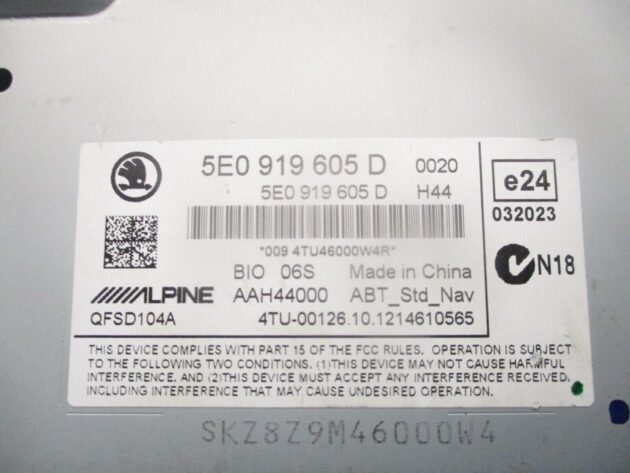 5E0 919 605 D 0020
5E0 919 605 D H44
*009 4TU46000W4R*
BIO 06S Made in China
ALPINE AAH44000 ABT_Std_Nav
QFSD104A 4TU-00126.10.1214610565
e24
032023
N18
THIS DEVICE COMPLIES WITH PART 15 OF THE FCC RULES. OPERATION IS SUBJECT
TO THE FOLLOWING TWO CONDITIONS. (1)THIS DEVICE MAY NOT CAUSE HARMFUL
INTERFERENCE. AND (2)THIS DEVICE MUST ACCEPT ANY INTERFERENCE RECEIVED,
INCLUDING INTERFERENCE THAT MAY CAUSE UNDESIRED OPERATION.
SKZ8Z9M46000W4